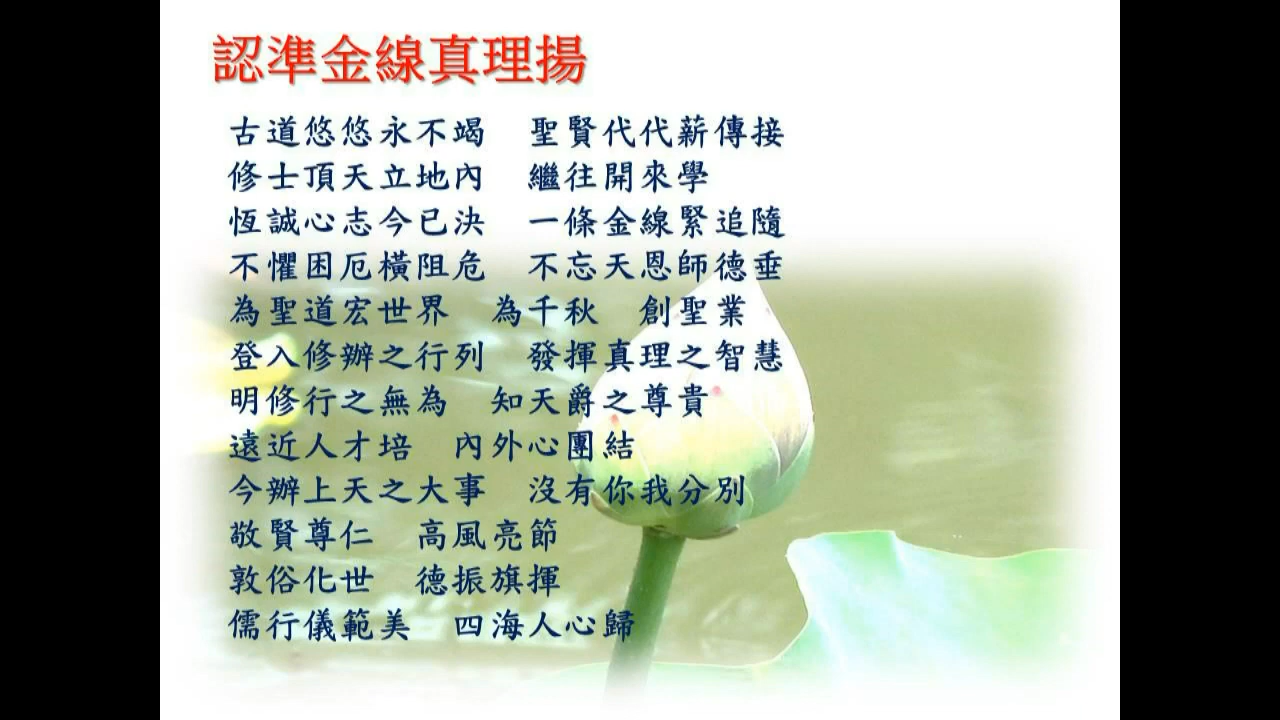 認準金線真理揚
古道悠悠永不竭　聖賢代代薪傳接
修士頂天立地內　繼往開來學
恆誠心志今已決　一條金線緊追隨
不懼困厄橫阻危　不忘天恩師德垂
為聖道宏世界　為千秋　創聖業
登入修辦之行列　發揮真理之智慧
明修行之無為　知天爵之尊貴
遠近人才培　內外心團結
今辦上天之大事　沒有你我分別
敬賢尊仁　高風亮節
敦俗化世　德振旗揮
儒行儀範美　四海人心歸